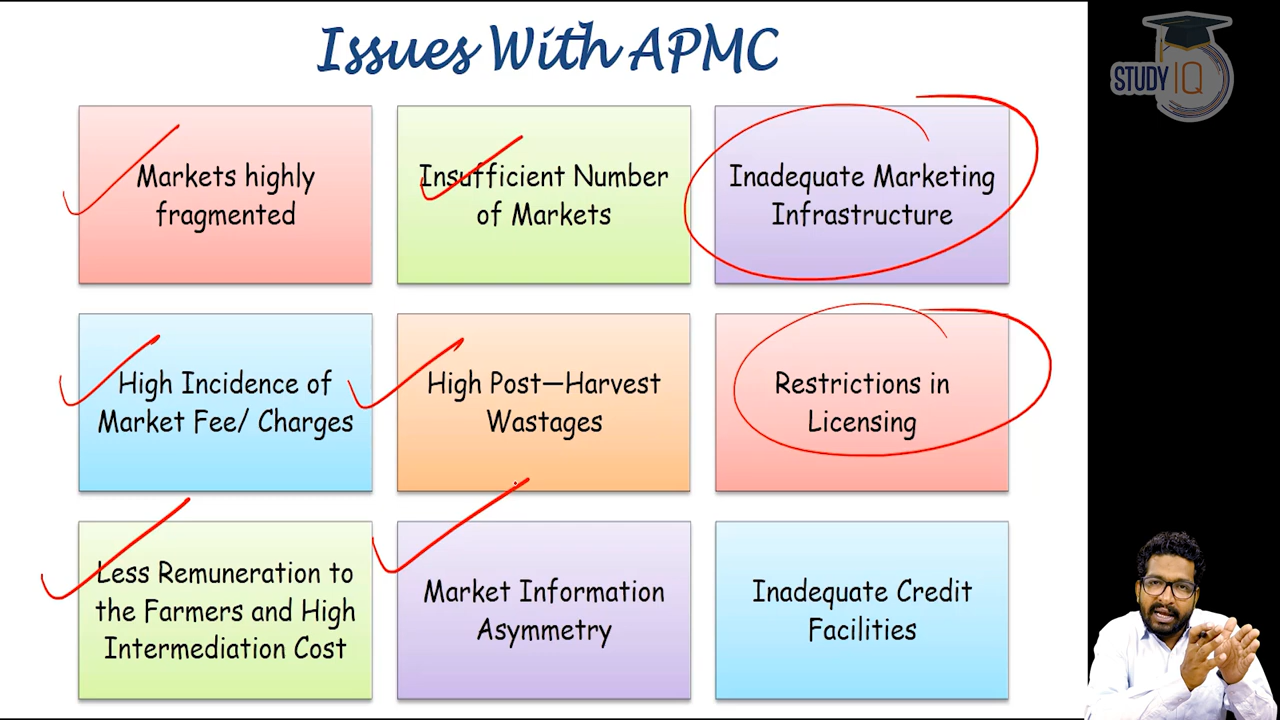 Issues With APMC
STUDY IQ
Markets highly
fragmented
Insufficient Number
of Markets
Inadequate Marketing
Infrastructure
High Incidence of
Market Fee/ Charges
High Post—Harvest
Wastages
Restrictions in
Licensing
Less Remuneration to
the Farmers and High
Intermediation Cost
Market Information
Asymmetry
Inadequate Credit
Facilities